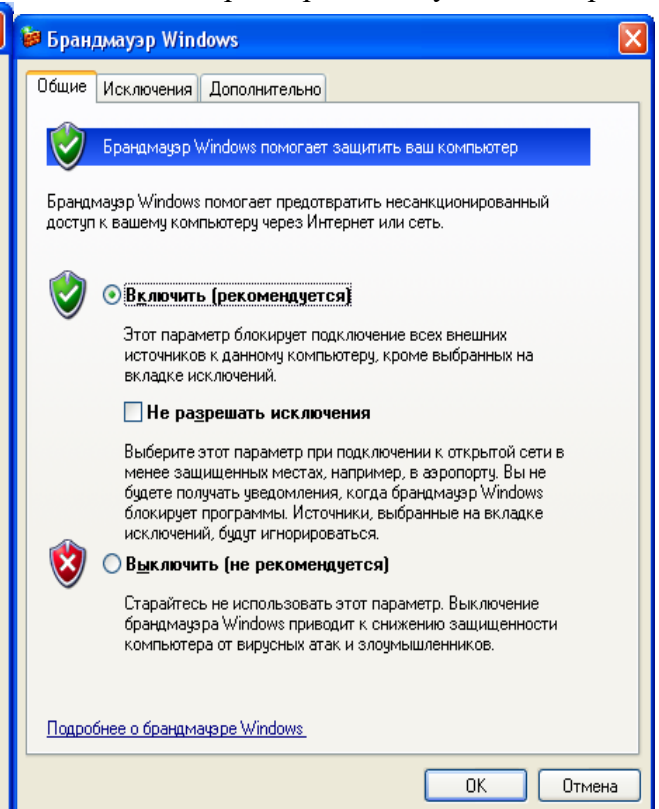 Брандмауэр Windows
Общие
Исключения
Дополнительно
Брандмауэр Windows помогает защитить ваш компьютер
Брандмауэр Windows помогает предотвратить несанкционированный
доступ к вашему компьютеру через Интернет или сеть.
Включить (рекомендуется)
Этот параметр блокирует подключение всех внешних
источников к данному компьютеру, кроме выбранных на
вкладке исключений.
Не разрешать исключения
Выберите этот параметр при подключении к открытой сети в
менее защищенных местах, например, в аэропорту. Вы не
будете получать уведомления, когда брандмауэр Windows
блокирует программы. Источники, выбранные на вкладке
исключений, будут игнорироваться.
Выключить (не рекомендуется)
Старайтесь не использовать этот параметр. Выключение
брандмауэра Windows приводит к снижению защищенности
компьютера от вирусных атак и злоумышленников.
Подробнее о брандмауэре Windows
ОК
Отмена